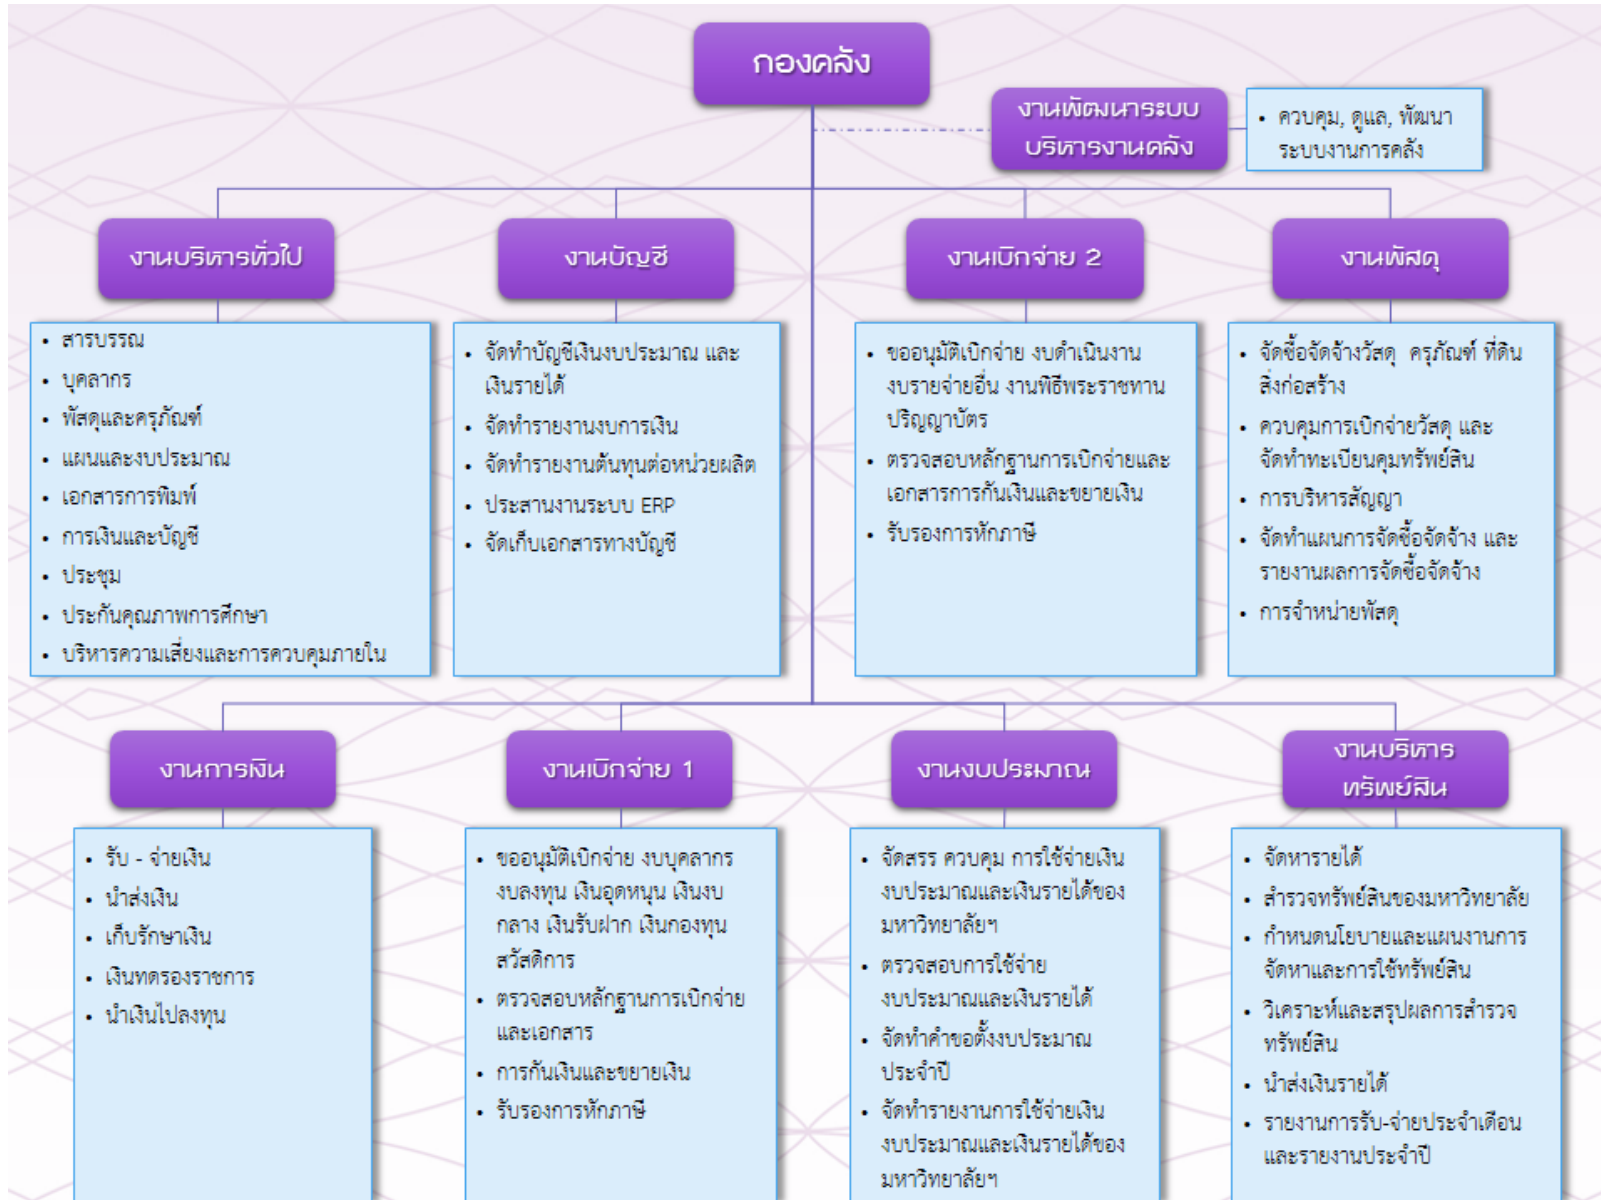 กองคลัง
งานพัฒนาระบบ
บริหารงานคลัง
• ควบคุม, ดูแล, พัฒนา
ระบบงานการคลัง
งานบริหารทั่วไป
• สารบรรณ
• บุคลากร
• พัสดุและครุภัณฑ์
• แผนและงบประมาณ
• เอกสารการพิมพ์
• การเงินและบัญชี
• ประชุม
• ประกันคุณภาพการศึกษา
• บริหารความเสี่ยงและการควบคุมภายใน
งานบัญชี
• จัดทำบัญชีเงินงบประมาณ และ
เงินรายได้
• จัดทำรายงานงบการเงิน
• จัดทำรายงานต้นทุนต่อหน่วยผลิต
• ประสานงานระบบ ERP
• จัดเก็บเอกสารทางบัญชี
งานเบิกจ่าย 2
• ขออนุมัติเบิกจ่าย งบดำเนินงาน
งบรายจ่ายอื่น งานพิธีพระราชทาน
ปริญญาบัตร
• ตรวจสอบหลักฐานการเบิกจ่ายและ
เอกสารการกันเงินและขยายเงิน
• รับรองการหักภาษี
งานพัสดุ
• จัดซื้อจัดจ้างวัสดุ ครุภัณฑ์ ที่ดิน
สิ่งก่อสร้าง
• ควบคุมการเบิกจ่ายวัสดุ และ
จัดทำทะเบียนคุมทรัพย์สิน
• การบริหารสัญญา
• จัดทำแผนการจัดซื้อจัดจ้าง และ
รายงานผลการจัดซื้อจัดจ้าง
• การจำหน่ายพัสดุ
งานการเงิน
• รับ - จ่ายเงิน
• นำส่งเงิน
• เก็บรักษาเงิน
• เงินทดรองราชการ
• นำเงินไปลงทุน
งานเบิกจ่าย 1
• ขออนุมัติเบิกจ่าย งบบุคลากร
งบลงทุน เงินอุดหนุน เงินงบ
กลาง เงินรับฝาก เงินกองทุน
สวัสดิการ
• ตรวจสอบหลักฐานการเบิกจ่าย
และเอกสาร
• การกันเงินและขยายเงิน
• รับรองการหักภาษี
งานงบประมาณ
• จัดสรร ควบคุม การใช้จ่ายเงิน
งบประมาณและเงินรายได้ของ
มหาวิทยาลัยฯ
• ตรวจสอบการใช้จ่าย
งบประมาณและเงินรายได้
• จัดทำคำขอตั้งงบประมาณ
ประจำปี
• จัดทำรายงานการใช้จ่ายเงิน
งบประมาณและเงินรายได้ของ
มหาวิทยาลัยฯ
งานบริหาร
ทรัพย์สิน
• จัดหารายได้
• สำรวจทรัพย์สินของมหาวิทยาลัย
• กำหนดนโยบายและแผนงานการ
จัดหาและการใช้ทรัพย์สิน
• วิเคราะห์และสรุปผลการสำรวจ
ทรัพย์สิน
• นำส่งเงินรายได้
• รายงานการรับ-จ่ายประจำเดือน
และรายงานประจำปี